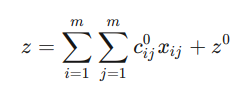 z = \sum_{i=1}^{m} \sum_{j=1}^{m} c_{ij}^{0} x_{ij} + z^{0}